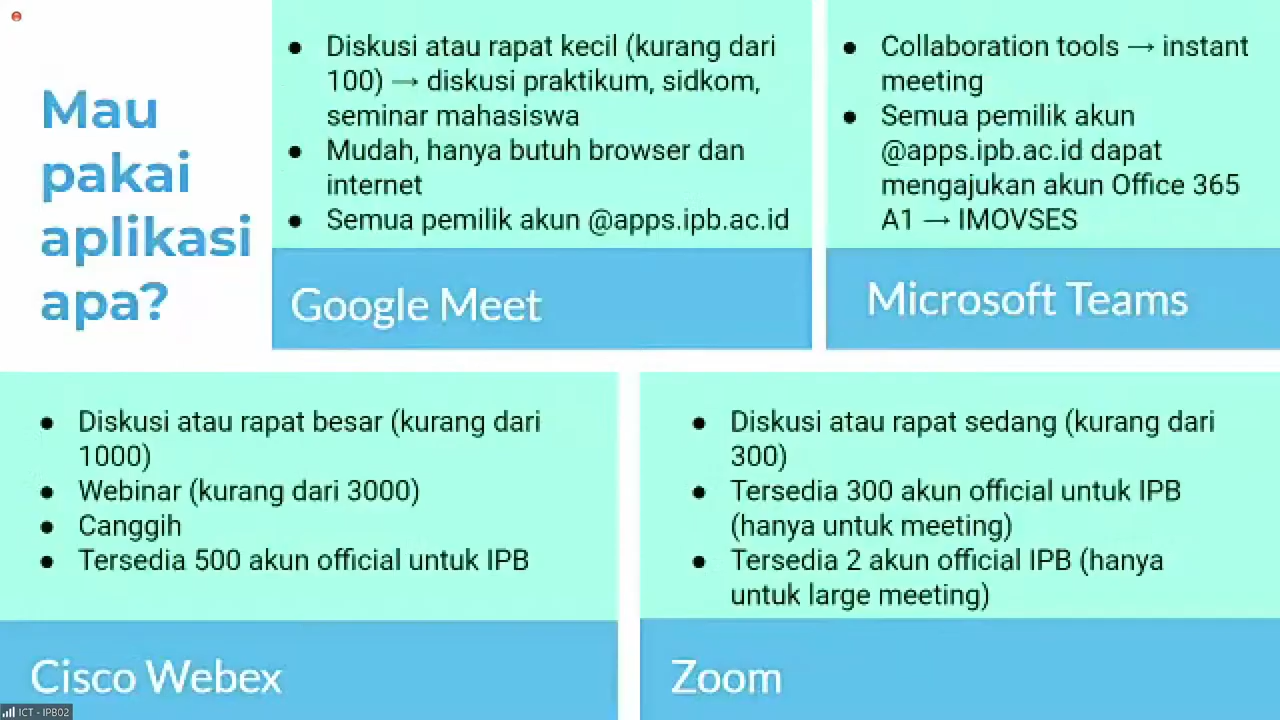 Mau
pakai
aplikasi
apa?
● Diskusi atau rapat kecil (kurang dari
100) → diskusi praktikum, sidkom,
seminar mahasiswa
● Mudah, hanya butuh browser dan
internet
● Semua pemilik akun @apps.ipb.ac.id
Google Meet
● Collaboration tools → instant
meeting
● Semua pemilik akun
@apps.ipb.ac.id dapat
mengajukan akun Office 365
A1 → IMOVSES
Microsoft Teams
● Diskusi atau rapat besar (kurang dari
1000)
● Webinar (kurang dari 3000)
● Canggih
● Tersedia 500 akun official untuk IPB
Cisco Webex
● Diskusi atau rapat sedang (kurang dari
300)
● Tersedia 300 akun official untuk IPB
(hanya untuk meeting)
● Tersedia 2 akun official IPB (hanya
untuk large meeting)
Zoom
ICT - IPB02